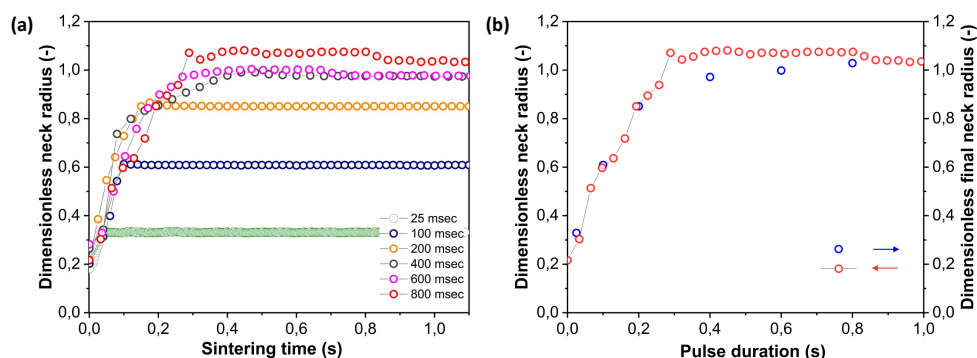 (a)
Dimensionless neck radius (-)
1,2
1,0
0,8
0,6
0,4
0,2
0,0
25 msec
100 msec
200 msec
400 msec
600 msec
800 msec
0,0 0,2 0,4 0,6 0,8 1,0
Sintering time (s)
(b)
Dimensionless neck radius (-)
1,2
1,0
0,8
0,6
0,4
0,2
0,0
0,0 0,2 0,4 0,6 0,8 1,0
Pulse duration (s)
1,2
1,0
0,8
0,6
0,4
0,2
0,0
Dimensionless final neck radius (-)